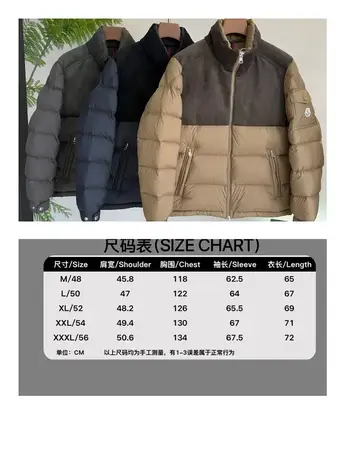 尺码表(SIZE CHART)
尺寸/Size 肩宽/Shoulder 胸围/Chest 袖长/Sleeve 衣长/Length
M/48 45.8 118 62.5 65
L/50 47 122 64 67
XL/52 48.2 126 65.5 69
XXL/54 49.4 130 67 71
XXXL/56 50.6 134 67.5 72
单位：CM 以上尺码均为手工测量，有1-3误差属于正常行为